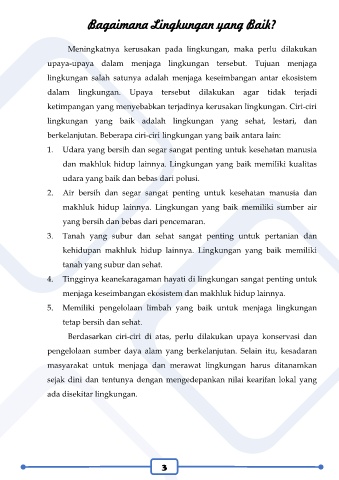 Bagaimana Lingkungan yang Baik?
Meningkatnya kerusakan pada lingkungan, maka perlu dilakukan
upaya-upaya dalam menjaga lingkungan tersebut. Tujuan menjaga
lingkungan salah satunya adalah menjaga keseimbangan antar ekosistem
dalam lingkungan. Upaya tersebut dilakukan agar tidak terjadi
ketimpangan yang menyebabkan terjadinya kerusakan lingkungan. Ciri-ciri
lingkungan yang baik adalah lingkungan yang sehat, lestari, dan
berkelanjutan. Beberapa ciri-ciri lingkungan yang baik antara lain:
1. Udara yang bersih dan segar sangat penting untuk kesehatan manusia
dan makhluk hidup lainnya. Lingkungan yang baik memiliki kualitas
udara yang baik dan bebas dari polusi.
2. Air bersih dan segar sangat penting untuk kesehatan manusia dan
makhluk hidup lainnya. Lingkungan yang baik memiliki sumber air
yang bersih dan bebas dari pencemaran.
3. Tanah yang subur dan sehat sangat penting untuk pertanian dan
kehidupan makhluk hidup lainnya. Lingkungan yang baik memiliki
tanah yang subur dan sehat.
4. Tingginya keanekaragaman hayati di lingkungan sangat penting untuk
menjaga keseimbangan ekosistem dan makhluk hidup lainnya.
5. Memiliki pengelolaan limbah yang baik untuk menjaga lingkungan
tetap bersih dan sehat.
Berdasarkan ciri-ciri di atas, perlu dilakukan upaya konservasi dan
pengelolaan sumber daya alam yang berkelanjutan. Selain itu, kesadaran
masyarakat untuk menjaga dan merawat lingkungan harus ditanamkan
sejak dini dan tentunya dengan mengedepankan nilai kearifan lokal yang
ada disekitar lingkungan.
3